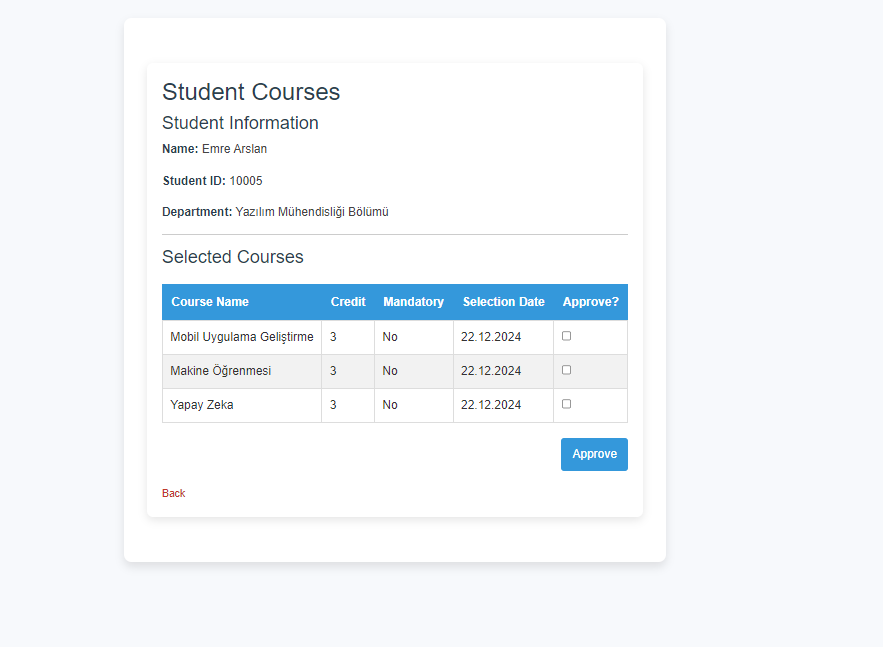 Student Courses
Student Information
Name: Emre Arslan
Student ID: 10005
Department: Yazılım Mühendisliği Bölümü
Selected Courses
Course Name Credit Mandatory Selection Date Approve?
Mobil Uygulama Geliştirme 3 No 22.12.2024
Makine Öğrenmesi 3 No 22.12.2024
Yapay Zeka 3 No 22.12.2024
Approve
Back